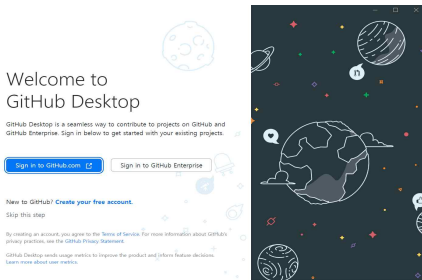 Welcome to
GitHub Desktop
GitHub Desktop is a seamless way to contribute to projects on GitHub and
GitHub Enterprise. Sign in below to get started with your existing projects.
Sign in to GitHub.com
Sign in to GitHub Enterprise
New to GitHub? Create your free account.
Skip this step
By creating an account, you agree to the Terms of Service. For more information about GitHub's
privacy practices, see the GitHub Privacy Statement.
GitHub Desktop sends usage metrics to improve the product and inform feature decisions.
Learn more about user metrics.
n